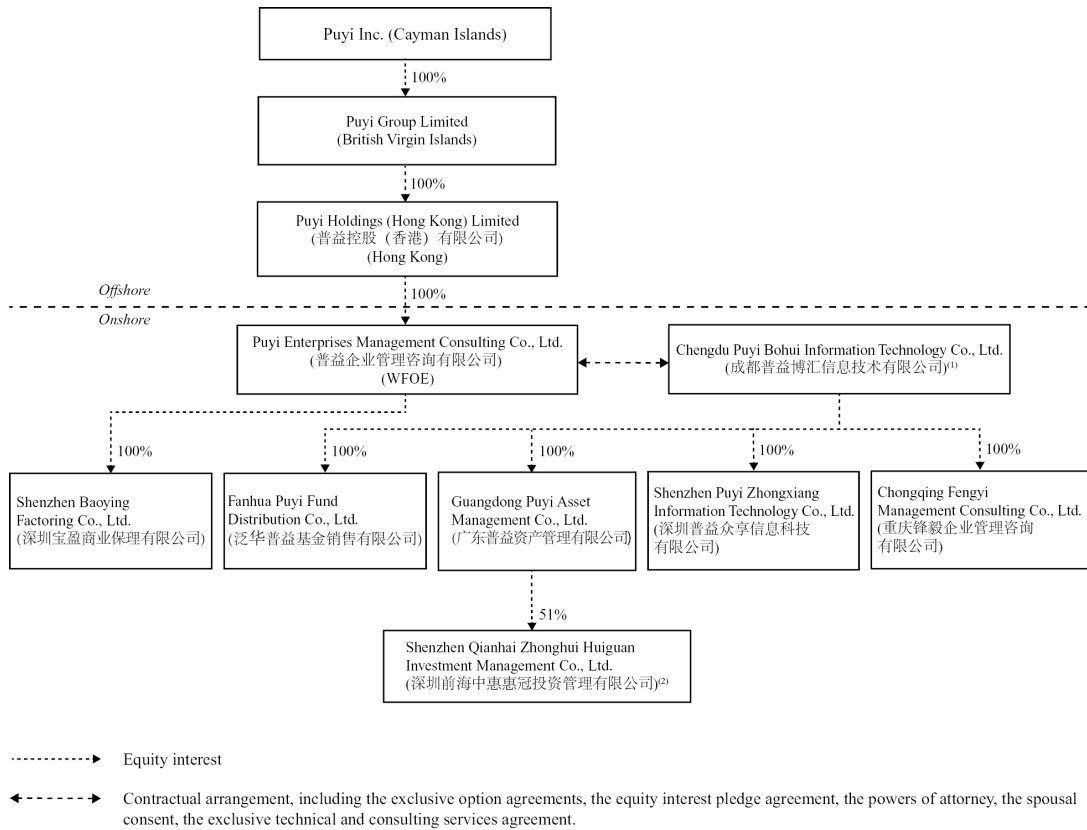 Puyi Inc. (Cayman Islands)
100%
Puyi Group Limited
(British Virgin Islands)
100%
Puyi Holdings (Hong Kong) Limited
(普益控股（香港）有限公司)
(Hong Kong)
Offshore
100%
Onshore
Puyi Enterprises Management Consulting Co., Ltd.
(普益企业管理咨询有限公司)
(WFOE)
Chengdu Puyi Bohui Information Technology Co., Ltd.
(成都普益博汇信息技术有限公司)(1)
100%
100%
100%
100%
100%
Shenzhen Baoying
Factoring Co., Ltd.
(深圳宝盈商业保理有限公司)
Fanhua Puyi Fund
Distribution Co., Ltd.
(泛华普益基金销售有限公司)
Guangdong Puyi Asset
Management Co., Ltd.
(广东普益资产管理有限公司)
Shenzhen Puyi Zhongxiang
Information Technology Co., Ltd.
(深圳普益众享信息科技
有限公司)
Chongqing Fengyi
Management Consulting Co., Ltd.
(重庆锋毅企业管理咨询
有限公司)
51%
Shenzhen Qianhai Zhonghui Huiguan
Investment Management Co., Ltd.
(深圳前海中惠惠冠投资管理有限公司)(2)
Equity interest
Contractual arrangement, including the exclusive option agreements, the equity interest pledge agreement, the powers of attorney, the spousal
consent, the exclusive technical and consulting services agreement.